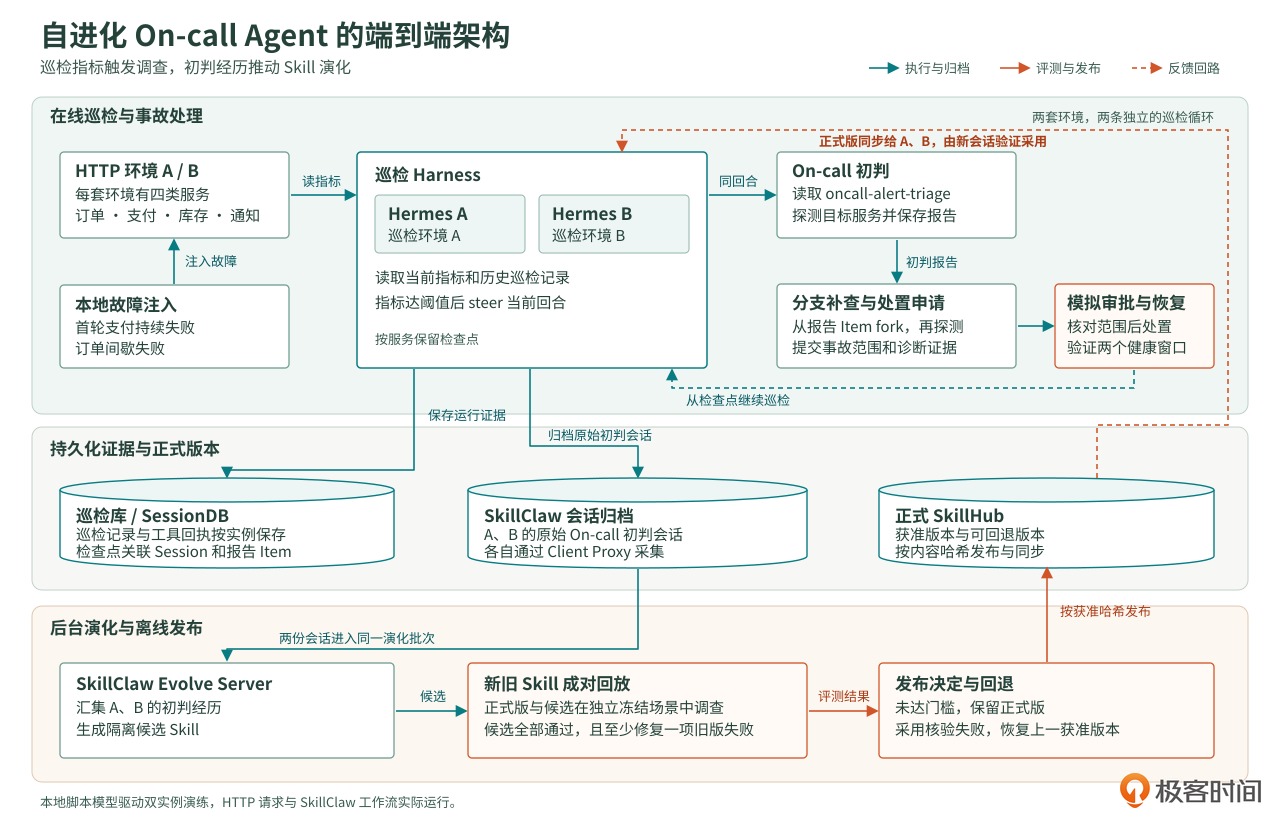 自进化 On-call Agent 的端到端架构
巡检指标触发调查，初判经历推动 Skill 演化
执行与归档
评测与发布
反馈回路
在线巡检与事故处理
两套环境，两条独立的巡检循环
正式版同步给 A、B，由新会话验证采用
HTTP 环境 A / B
每套环境有四类服务
订单 · 支付 · 库存 · 通知
读指标
注入故障
本地故障注入
首轮支付持续失败
订单间歇失败
巡检 Harness
Hermes A
巡检环境 A
Hermes B
巡检环境 B
读取当前指标和历史巡检记录
指标达阈值后 steer 当前回合
按服务保留检查点
同回合
On-call 初判
读取 oncall-alert-triage
探测目标服务并保存报告
初判报告
分支补查与处置申请
从报告 Item fork，再探测
提交事故范围和诊断证据
模拟审批与恢复
核对范围后处置
验证两个健康窗口
从检查点继续巡检
保存运行证据
归档原始初判会话
持久化证据与正式版本
巡检库 / SessionDB
巡检记录与工具回执按实例保存
检查点关联 Session 和报告 Item
SkillClaw 会话归档
A、B 的原始 On-call 初判会话
各自通过 Client Proxy 采集
正式 SkillHub
获准版本与可回退版本
按内容哈希发布与同步
按获准哈希发布
后台演化与离线发布
两份会话进入同一演化批次
SkillClaw Evolve Server
汇集 A、B 的初判经历
生成隔离候选 Skill
候选
新旧 Skill 成对回放
正式版与候选在独立冻结场景中调查
候选全部通过，且至少修复一项旧版失败
评测结果
发布决定与回退
未达门槛，保留正式版
采用核验失败，恢复上一获准版本
本地脚本模型驱动双实例演练，HTTP 请求与 SkillClaw 工作流实际运行。
极客时间